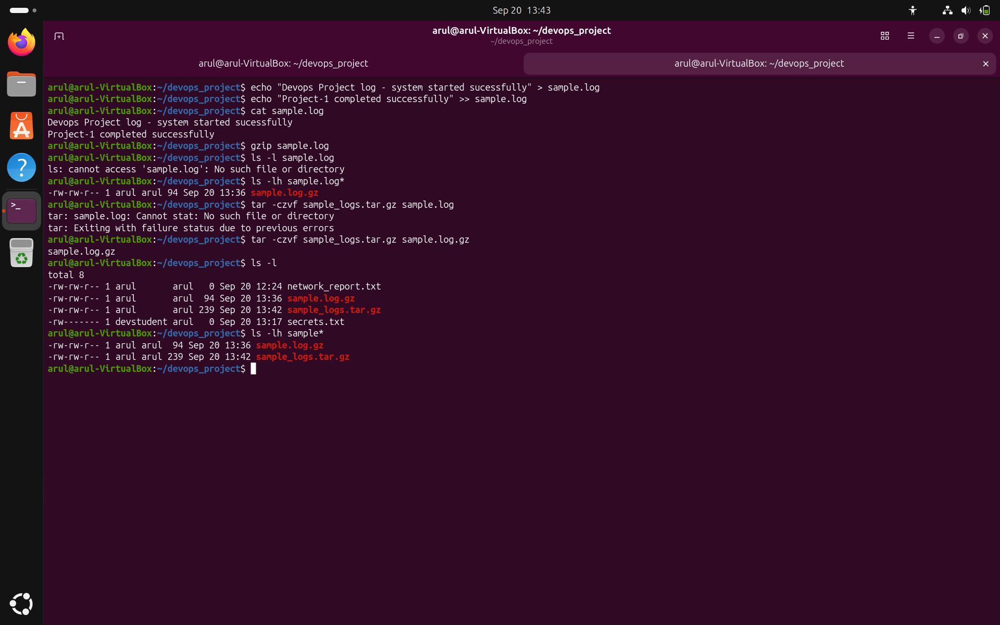 Sep 20 13:43
arul@arul-VirtualBox: ~/devops_project
~/devops_project
arul@arul-VirtualBox: ~/devops_project
arul@arul-VirtualBox: ~/devops_project
arul@arul-VirtualBox:~/devops_project$ echo "Devops Project log - system started sucessfully" > sample.log
arul@arul-VirtualBox:~/devops_project$ echo "Project-1 completed successfully" >> sample.log
arul@arul-VirtualBox:~/devops_project$ cat sample.log
Devops Project log - system started sucessfully
Project-1 completed successfully
arul@arul-VirtualBox:~/devops_project$ gzip sample.log
arul@arul-VirtualBox:~/devops_project$ ls -l sample.log
ls: cannot access 'sample.log': No such file or directory
arul@arul-VirtualBox:~/devops_project$ ls -lh sample.log*
-rw-rw-r-- 1 arul arul 94 Sep 20 13:36 sample.log.gz
arul@arul-VirtualBox:~/devops_project$ tar -czvf sample_logs.tar.gz sample.log
tar: sample.log: Cannot stat: No such file or directory
tar: Exiting with failure status due to previous errors
arul@arul-VirtualBox:~/devops_project$ tar -czvf sample_logs.tar.gz sample.log.gz
sample.log.gz
arul@arul-VirtualBox:~/devops_project$ ls -l
total 8
-rw-rw-r-- 1 arul       arul   0 Sep 20 12:24 network_report.txt
-rw-rw-r-- 1 arul       arul  94 Sep 20 13:36 sample.log.gz
-rw-rw-r-- 1 arul       arul 239 Sep 20 13:42 sample_logs.tar.gz
-rw------- 1 devstudent arul   0 Sep 20 13:17 secrets.txt
arul@arul-VirtualBox:~/devops_project$ ls -lh sample*
-rw-rw-r-- 1 arul arul  94 Sep 20 13:36 sample.log.gz
-rw-rw-r-- 1 arul arul 239 Sep 20 13:42 sample_logs.tar.gz
arul@arul-VirtualBox:~/devops_project$